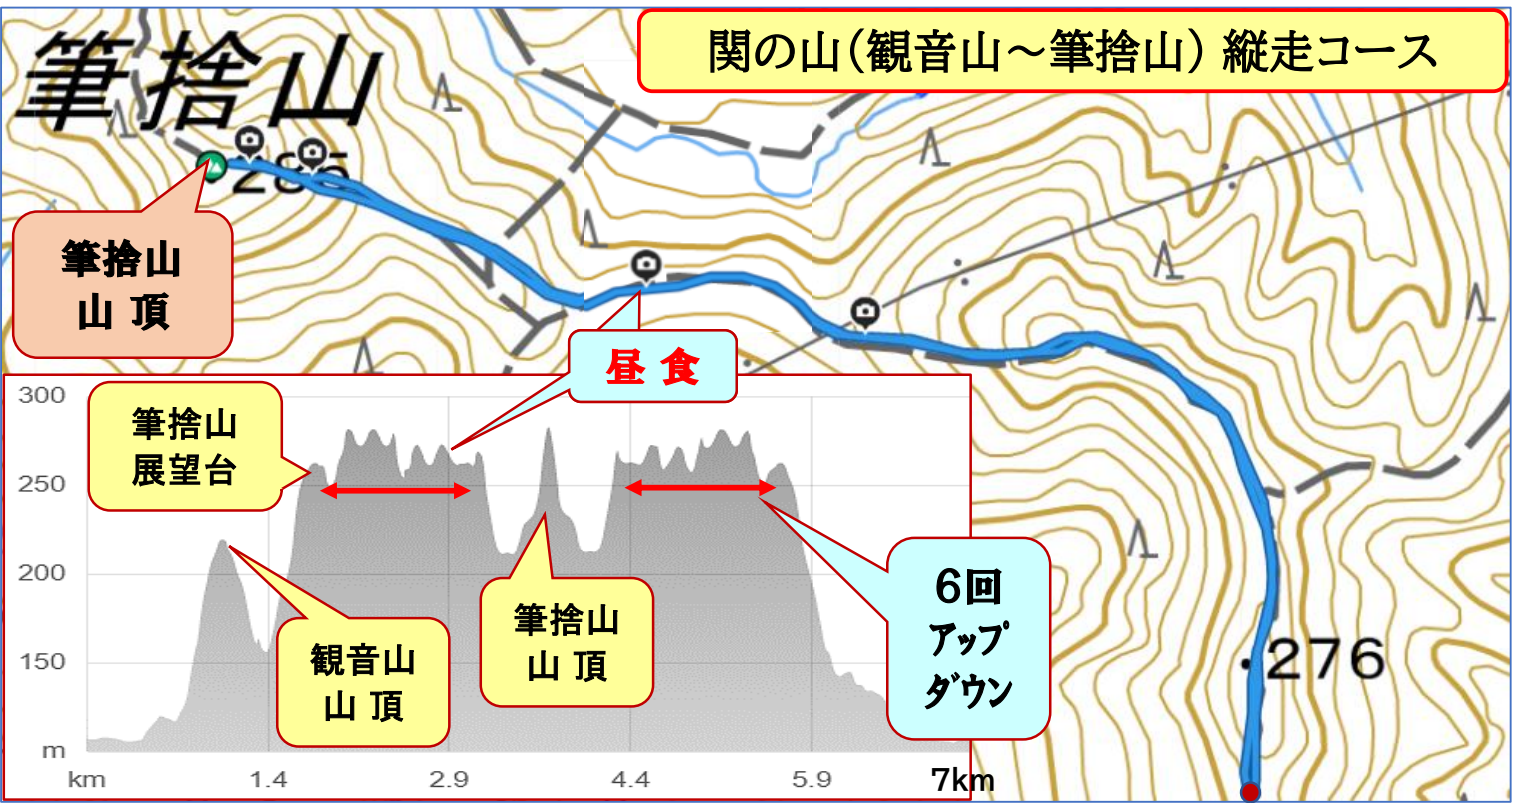 関の山（観音山～筆捨山）縦走コース
筆捨山
285
筆捨山
山 頂
昼 食
300
250
200
150
m
筆捨山
展望台
観音山
山 頂
筆捨山
山 頂
6回
アップ
ダウン
276
km
1.4
2.9
4.4
5.9
7km